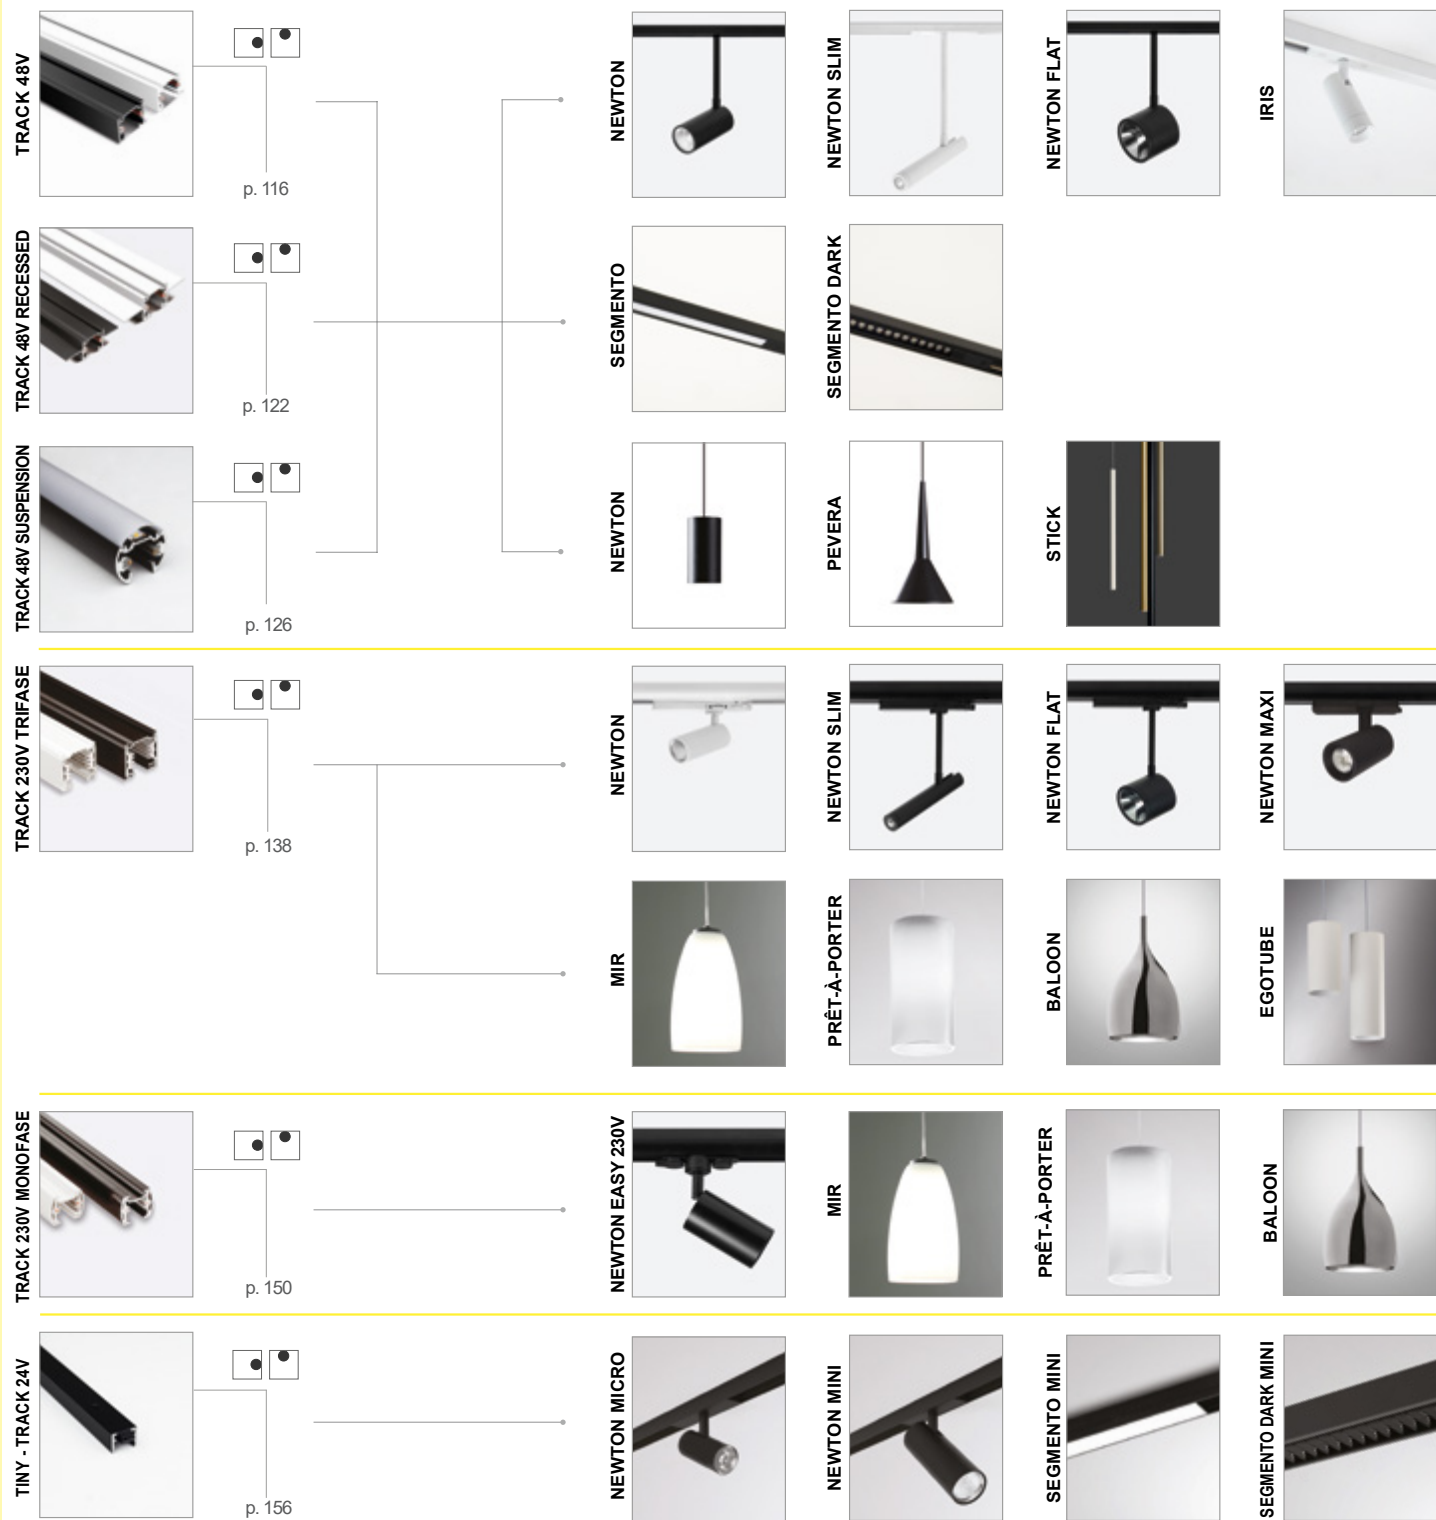 TRACK 48V
p. 116
NEWTON
NEWTON SLIM
NEWTON FLAT
IRIS
TRACK 48V RECESSED
p. 122
SEGMENTO
SEGMENTO DARK
TRACK 48V SUSPENSION
p. 126
NEWTON
PEVERA
STICK
TRACK 230V TRIFASE
p. 138
NEWTON
NEWTON SLIM
NEWTON FLAT
NEWTON MAXI
MIR
PRÊT-À-PORTER
BALOON
EGOTUBE
TRACK 230V MONOFASE
p. 150
NEWTON EASY 230V
MIR
PRÊT-À-PORTER
BALOON
TINY - TRACK 24V
p. 156
NEWTON MICRO
NEWTON MINI
SEGMENTO MINI
SEGMENTO DARK MINI